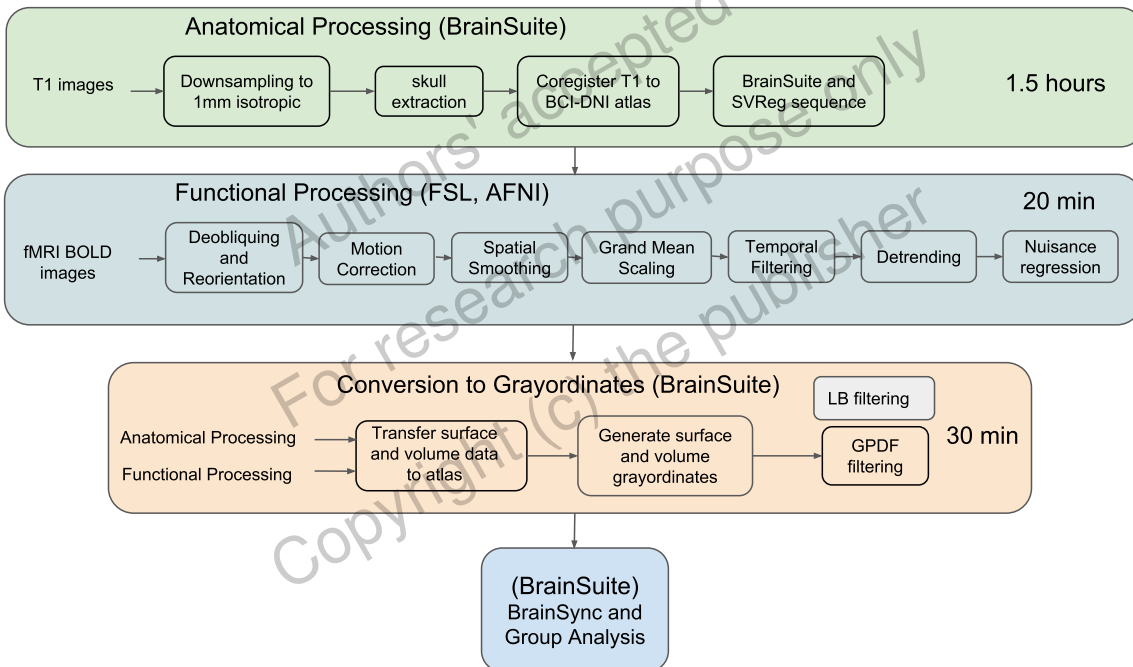 Anatomical Processing (BrainSuite)
T1 images
Downsampling to
1mm isotropic
skull
extraction
Coregister T1 to
BCI-DNI atlas
BrainSuite and
SVReg sequence
1.5 hours
Functional Processing (FSL, AFNI)
20 min
fMRI BOLD
images
Deobliquing
and
Reorientation
Motion
Correction
Spatial
Smoothing
Grand Mean
Scaling
Temporal
Filtering
Detrending
Nuisance
regression
Conversion to Grayordinates (BrainSuite)
LB filtering
30 min
Anatomical Processing
Functional Processing
Transfer surface
and volume data
to atlas
Generate surface
and volume
grayordinates
GPDF
filtering
(BrainSuite)
BrainSync and
Group Analysis
Authors' accepted
For research purpose only
Copyright (c) the publisher